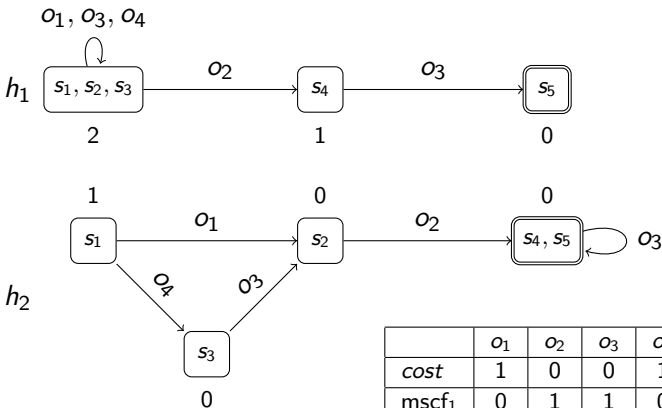 o₁, o₃, o₄
h₁
s₁, s₂, s₃
o₂
s₄
o₃
s₅
2
1
0
1
0
0
h₂
s₁
o₁
s₂
o₂
s₄, s₅
o₃
o₄
o₃
s₃
0
o₁ o₂ o₃
cost 1 0 0 1
mscf₁ 0 1 1